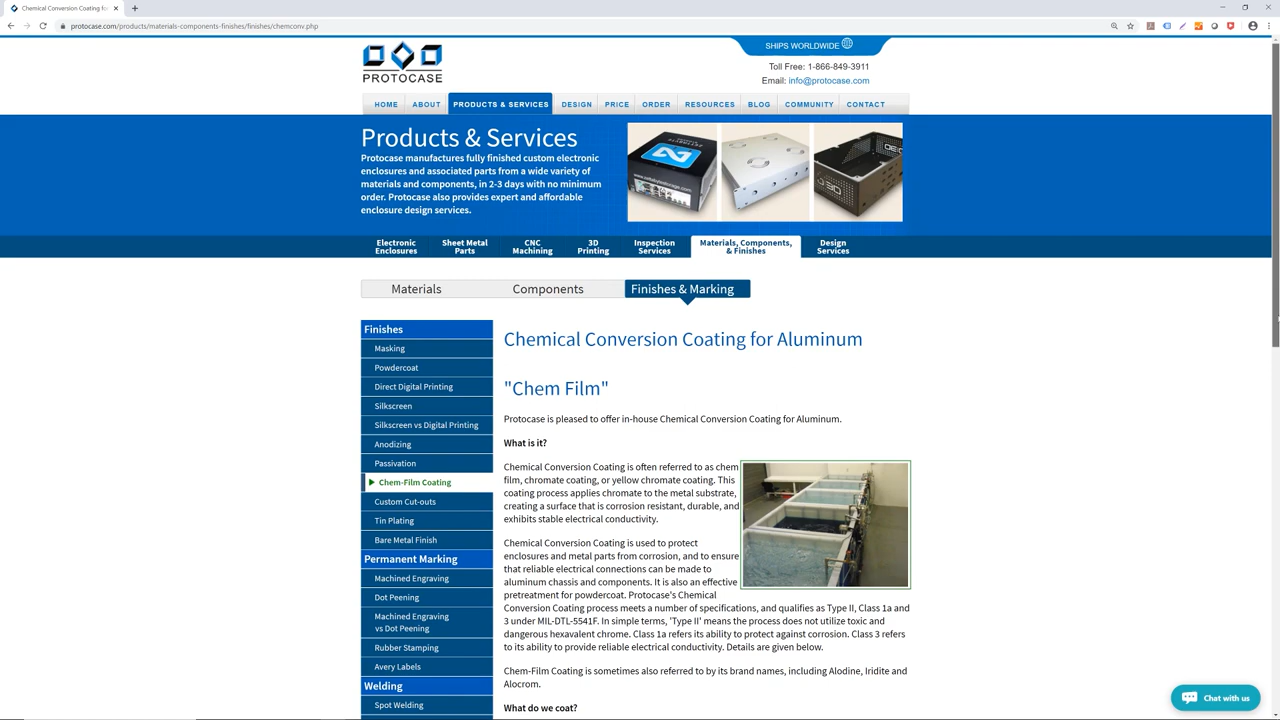 Chemical Conversion Coating for
protocase.com/products/materials-components-finishes/finishes/chemconv.php
SHIPS WORLDWIDE
PROTOCASE
Toll Free: 1-866-849-3911
Email: info@protocase.com
HOME ABOUT PRODUCTS & SERVICES DESIGN PRICE ORDER RESOURCES BLOG COMMUNITY CONTACT
Products & Services
Protocase manufactures fully finished custom electronic
enclosures and associated parts from a wide variety of
materials and components, in 2-3 days with no minimum
order. Protocase also provides expert and affordable
enclosure design services.
Electronic Enclosures
Sheet Metal Parts
CNC Machining
3D Printing
Inspection Services
Materials, Components, & Finishes
Design Services
Materials Components Finishes & Marking
Finishes
Masking
Powdercoat
Direct Digital Printing
Silkscreen
Silkscreen vs Digital Printing
Anodizing
Passivation
Chem-Film Coating
Custom Cut-outs
Tin Plating
Bare Metal Finish
Permanent Marking
Machined Engraving
Dot Peening
Machined Engraving
vs Dot Peening
Rubber Stamping
Avery Labels
Welding
Spot Welding
Chemical Conversion Coating for Aluminum
"Chem Film"
Protocase is pleased to offer in-house Chemical Conversion Coating for Aluminum.
What is it?
Chemical Conversion Coating is often referred to as chem
film, chromate coating, or yellow chromate coating. This
coating process applies chromate to the metal substrate,
creating a surface that is corrosion resistant, durable, and
exhibits stable electrical conductivity.
Chemical Conversion Coating is used to protect
enclosures and metal parts from corrosion, and to ensure
that reliable electrical connections can be made to
aluminum chassis and components. It is also an effective
pretreatment for powdercoat. Protocase's Chemical
Conversion Coating process meets a number of specifications, and qualifies as Type II, Class 1a and
3 under MIL-DTL-5541F. In simple terms, 'Type II' means the process does not utilize toxic and
dangerous hexavalent chrome. Class 1a refers its ability to protect against corrosion. Class 3 refers
to its ability to provide reliable electrical conductivity. Details are given below.
Chem-Film Coating is sometimes also referred to by its brand names, including Alodine, Iridite and
Alocrom.
What do we coat?
Chat with us